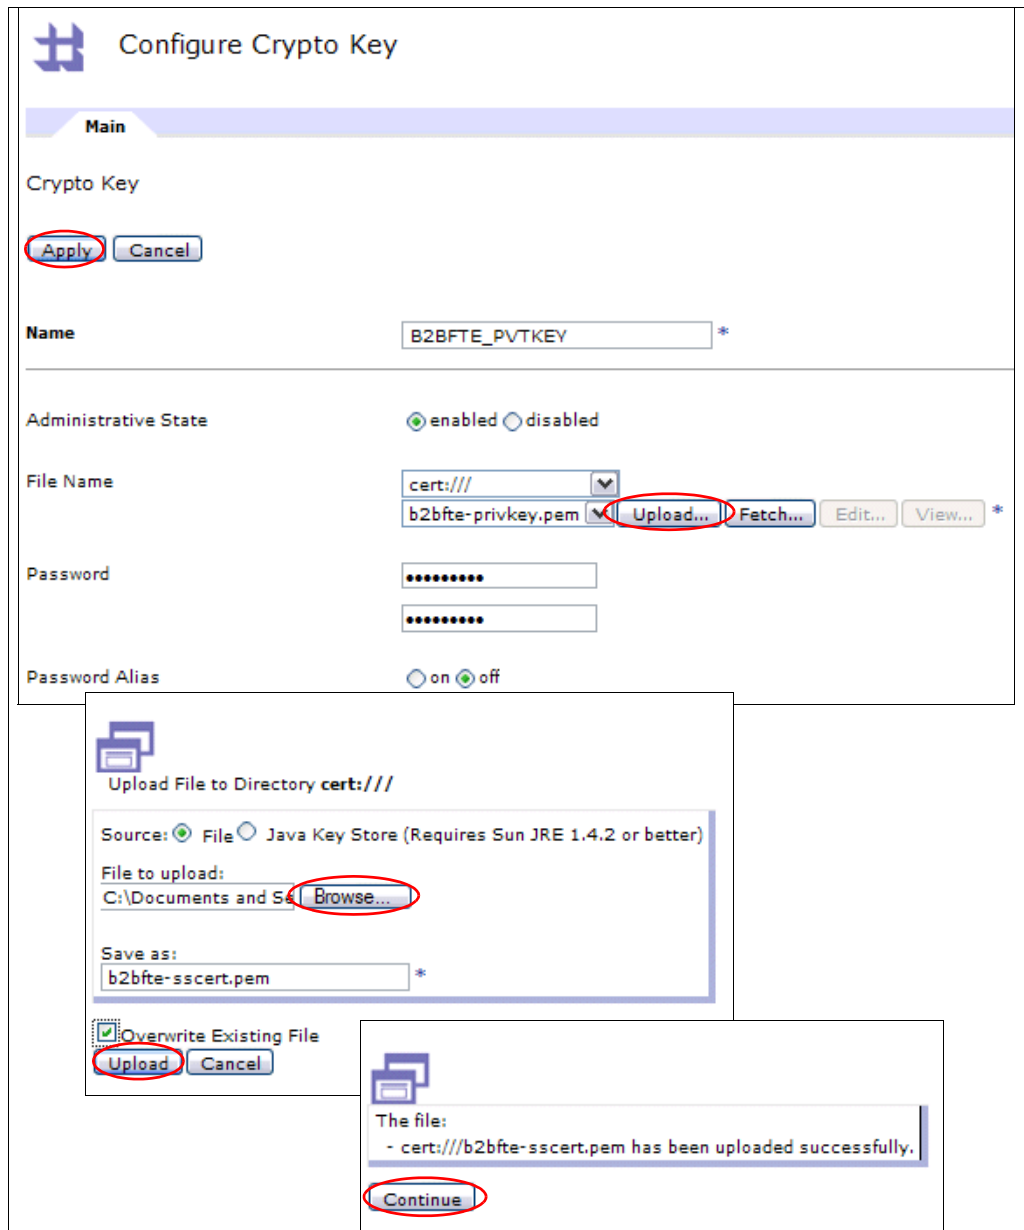 Configure Crypto Key
Main
Crypto Key
Apply Cancel
Name B2BFTE_PVTKEY *
Administrative State enabled disabled
File Name cert:///
b2bfte-privkey.pem Upload... Fetch... Edit... View... *
Password •••••••••
•••••••••
Password Alias on off
Upload File to Directory cert:///
Source: File Java Key Store (Requires Sun JRE 1.4.2 or better)
File to upload:
C:\Documents and Se Browse...
Save as:
b2bfte-sscert.pem *
Overwrite Existing File
Upload Cancel
The file:
- cert:///b2bfte-sscert.pem has been uploaded successfully.
Continue